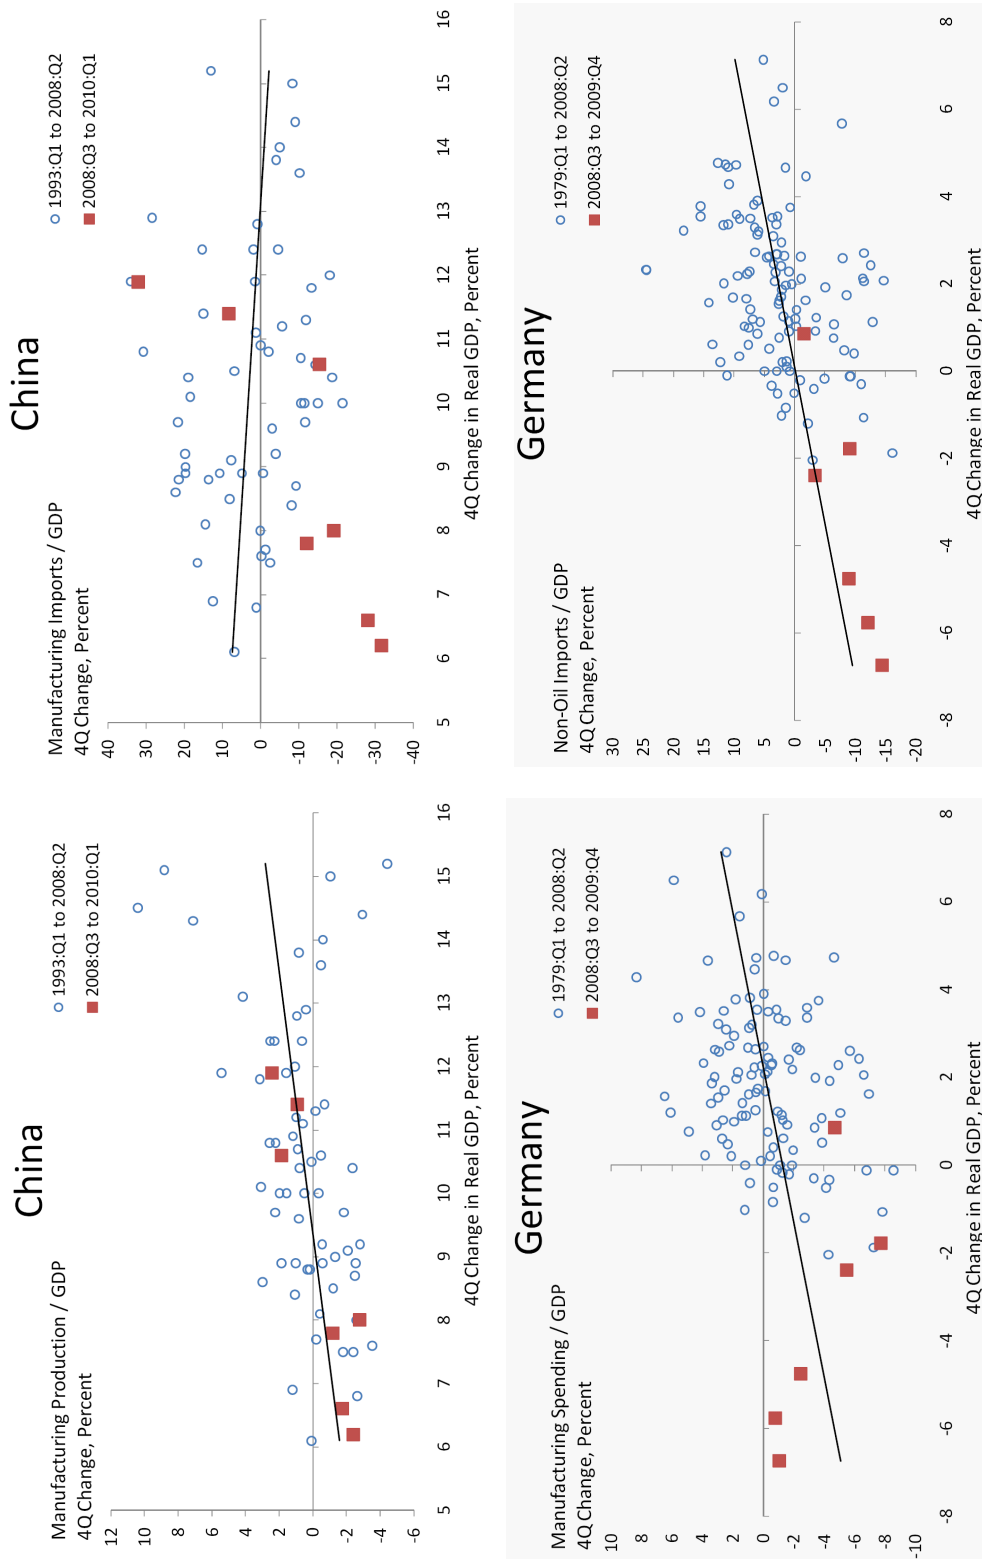 China
Manufacturing Production / GDP
4Q Change, Percent
1993:Q1 to 2008:Q2
2008:Q3 to 2010:Q1
12
10
8
6
4
2
0
-2
-4
-6
5 6 7 8 9 10 11 12 13 14 15 16
4Q Change in Real GDP, Percent
China
Manufacturing Imports / GDP
4Q Change, Percent
1993:Q1 to 2008:Q2
2008:Q3 to 2010:Q1
40
30
20
10
0
-10
-20
-30
-40
5 6 7 8 9 10 11 12 13 14 15 16
4Q Change in Real GDP, Percent
Germany
Manufacturing Spending / GDP
4Q Change, Percent
1979:Q1 to 2008:Q2
2008:Q3 to 2009:Q4
10
8
6
4
2
0
-2
-4
-6
-8
-10
-8 -6 -4 -2 0 2 4 6 8
4Q Change in Real GDP, Percent
Germany
Non-Oil Imports / GDP
4Q Change, Percent
1979:Q1 to 2008:Q2
2008:Q3 to 2009:Q4
30
25
20
15
10
5
0
-5
-10
-15
-20
-8 -6 -4 -2 0 2 4 6 8
4Q Change in Real GDP, Percent